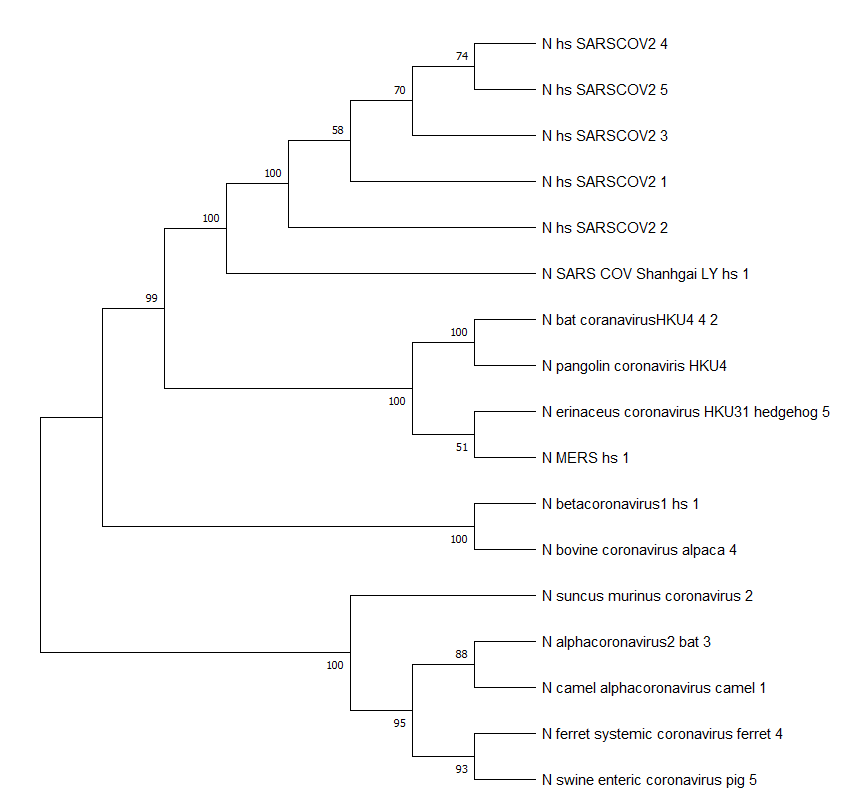 N hs SARSCOV2 4
74
N hs SARSCOV2 5
70
N hs SARSCOV2 3
58
N hs SARSCOV2 1
100
N hs SARSCOV2 2
100
N SARS COV Shanhgai LY hs 1
99
N bat coranavirusHKU4 4 2
100
N pangolin coronaviris HKU4
100
N erinaceus coronavirus HKU31 hedgehog 5
51
N MERS hs 1
N betacoronavirus1 hs 1
100
N bovine coronavirus alpaca 4
N suncus murinus coronavirus 2
100
N alphacoronavirus2 bat 3
88
N camel alphacoronavirus camel 1
95
N ferret systemic coronavirus ferret 4
93
N swine enteric coronavirus pig 5